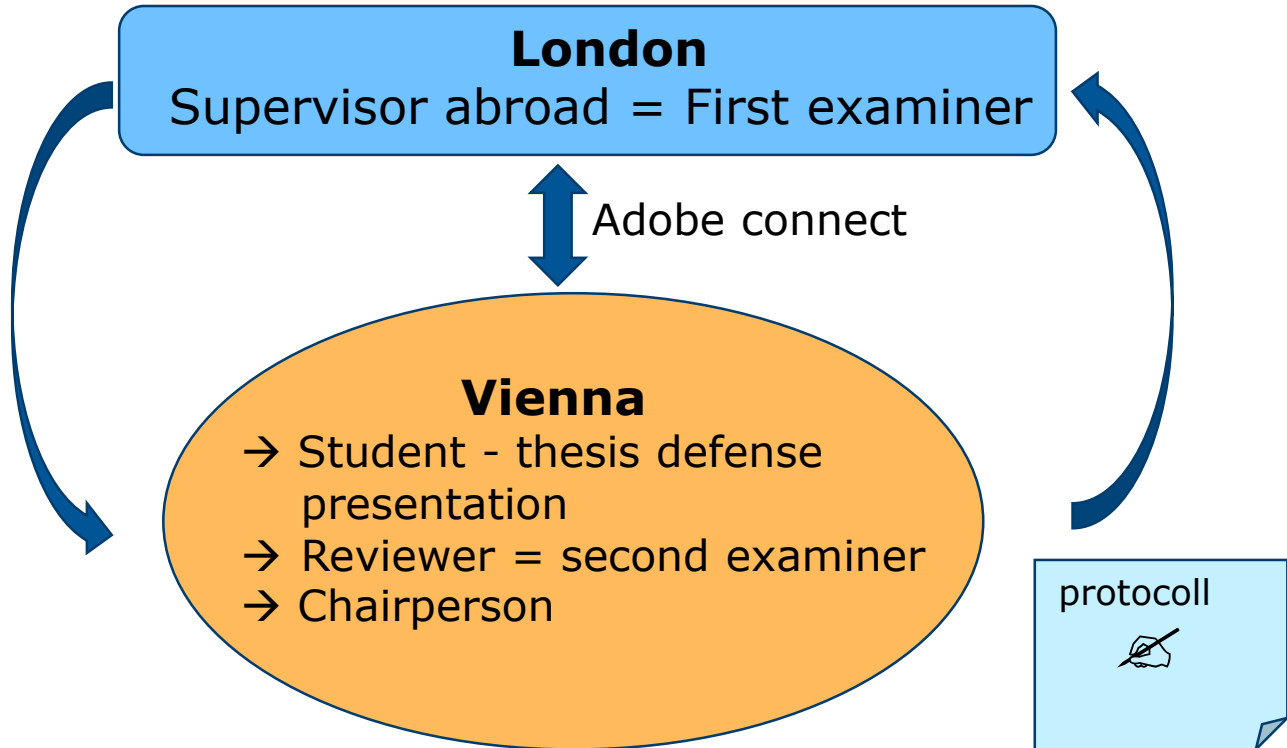 London
Supervisor abroad = First examiner
Adobe connect
Vienna
→ Student - thesis defense
presentation
→ Reviewer = second examiner
→ Chairperson
protocoll